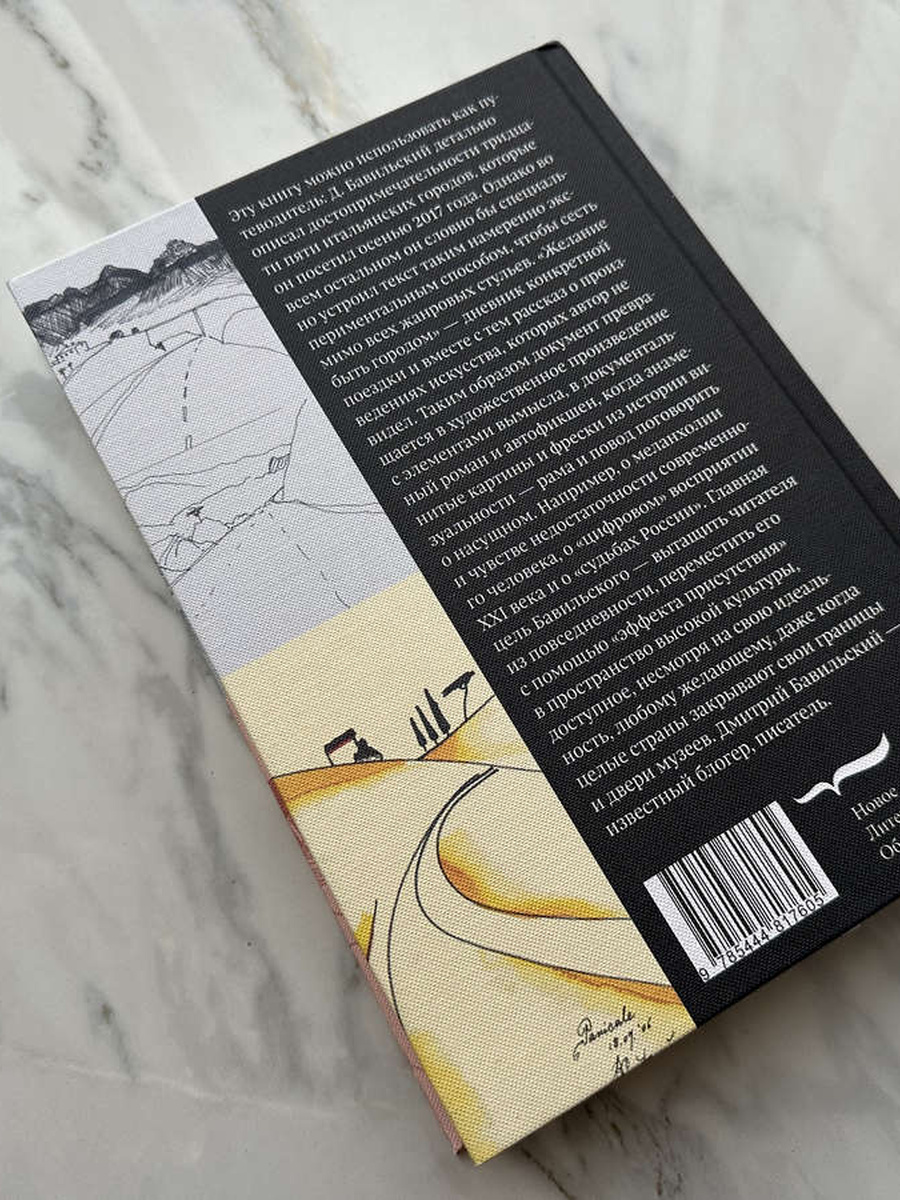 Эту книгу можно использовать как пу-
теводитель: Д. Бавильский детально
описал достопримечательности тридца-
ти пяти итальянских городов, которые
он посетил осенью 2017 года. Однако во
всем остальном он словно бы специаль-
но устроил текст таким намеренно экс-
периментальным способом, чтобы сесть
мимо всех жанровых стульев. «Желание
быть городом» — дневник конкретной
поездки и вместе с тем рассказ о произ-
ведениях искусства, которых автор не
видел. Таким образом документ превра-
щается в художественное произведение
с элементами вымысла, в документаль-
ный роман и автофикшен, когда знаме-
нитые картины и фрески из истории ви-
зуальности — рама и повод поговорить
о насущном. Например, о меланхолии
и чувстве недостаточности современно-
го человека, о «цифровом» восприятии
XXI века и о «судьбах России». Главная
цель Бавильского — вытащить читателя
из повседневности, переместить его
с помощью «Эффекта присутствия»
в пространство высокой культуры,
доступное, несмотря на свою идеаль-
ность, любому желающему, даже когда
целые страны закрывают свои границы
и двери музеев. Дмитрий Бавильский —
известный блогер, писатель.
Новое
Лите
Об
9 785444 817605
Panicale